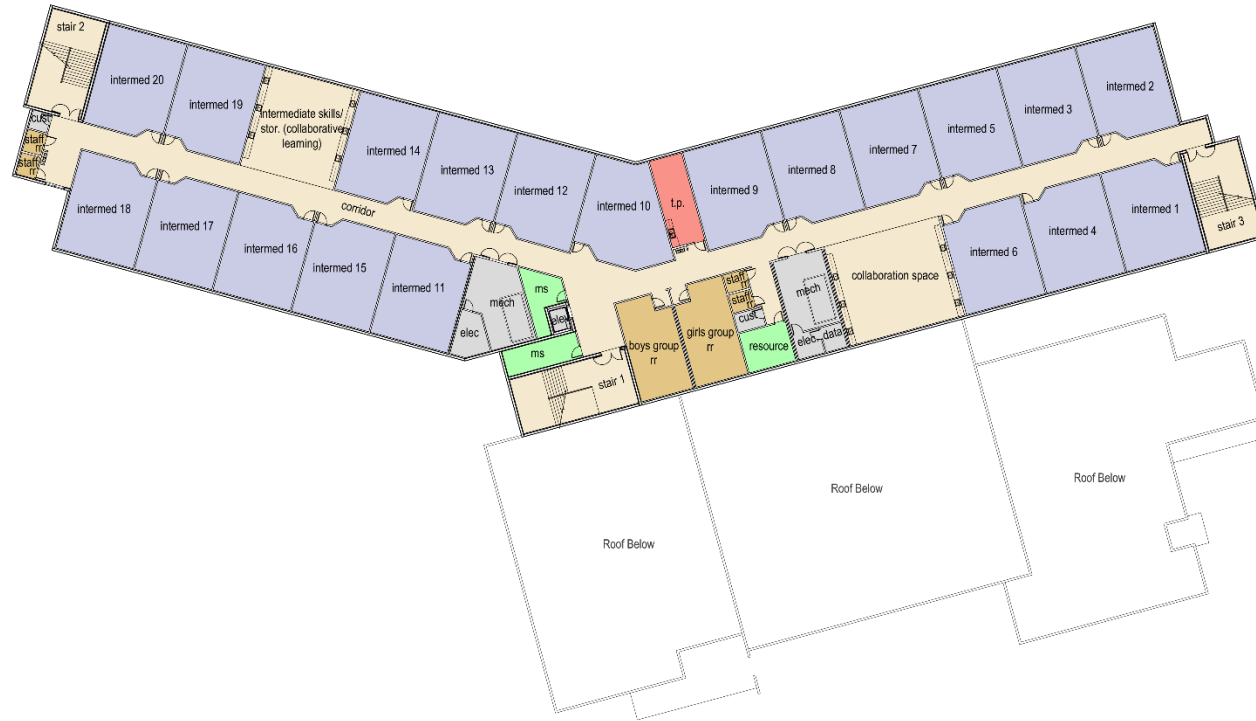 stair 2
intermed 20
intermed 19
Intermediate skills/
stor. (collaborative
learning)
cust
staff
rr
staff
rr
intermed 14
intermed 13
intermed 12
intermed 10
t.p.
intermed 9
intermed 8
intermed 7
intermed 5
intermed 3
intermed 2
corridor
intermed 18
intermed 17
intermed 16
intermed 15
intermed 11
mech
elec
ms
elev
ms
stair 1
boys group
rr
girls group
rr
staff
rr
staff
rr
cust
resource
mech
elec
data
collaboration space
intermed 6
intermed 4
intermed 1
stair 3
Roof Below
Roof Below
Roof Below